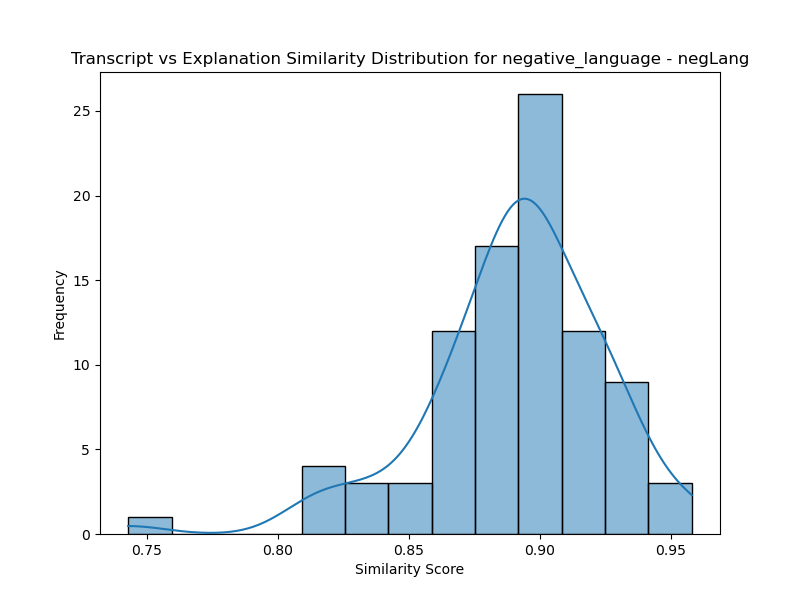 Transcript vs Explanation Similarity Distribution for negative_language - negLang
25
20
15
10
5
0
Frequency
0.75 0.80 0.85 0.90 0.95
Similarity Score